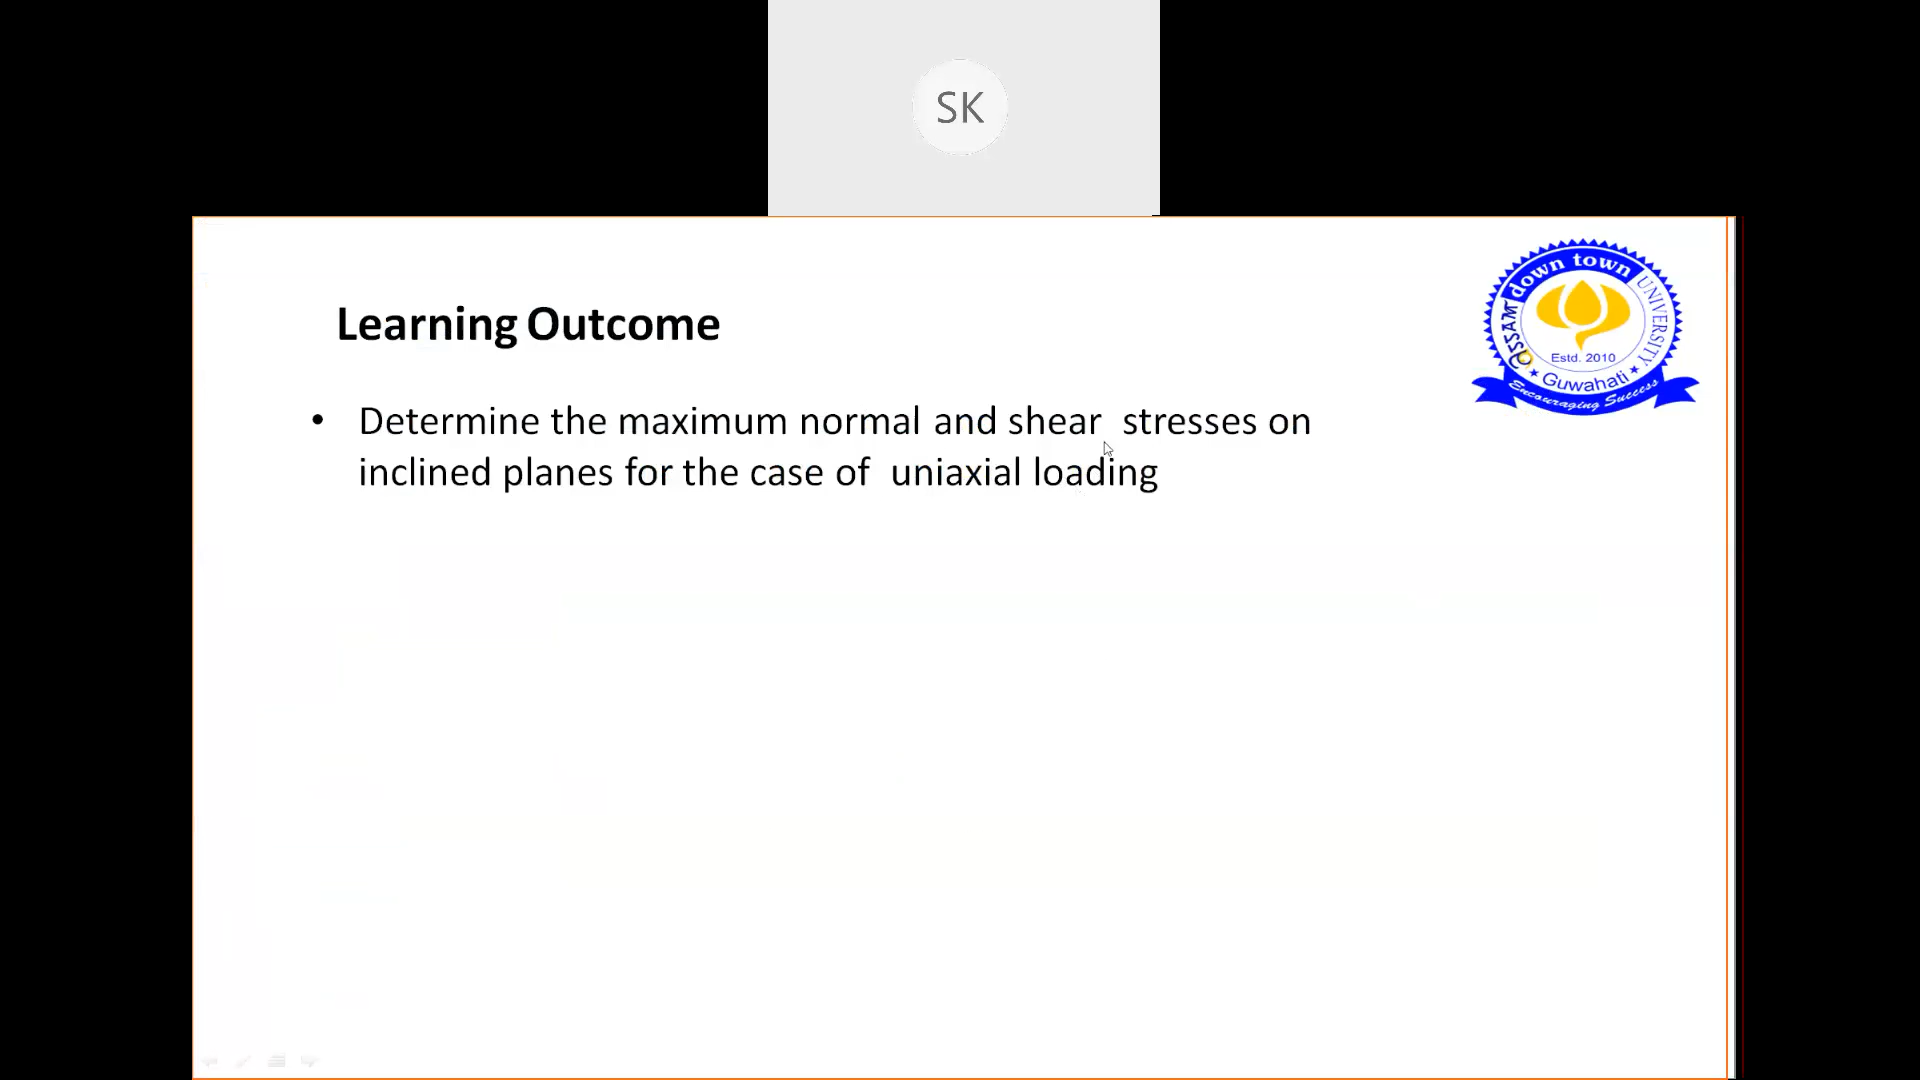 SK
Learning Outcome
down town
ASSAM
UNIVERSITY
Estd. 2010
Guwahati
Encouraging Success
• Determine the maximum normal and shear stresses on
inclined planes for the case of uniaxial loading